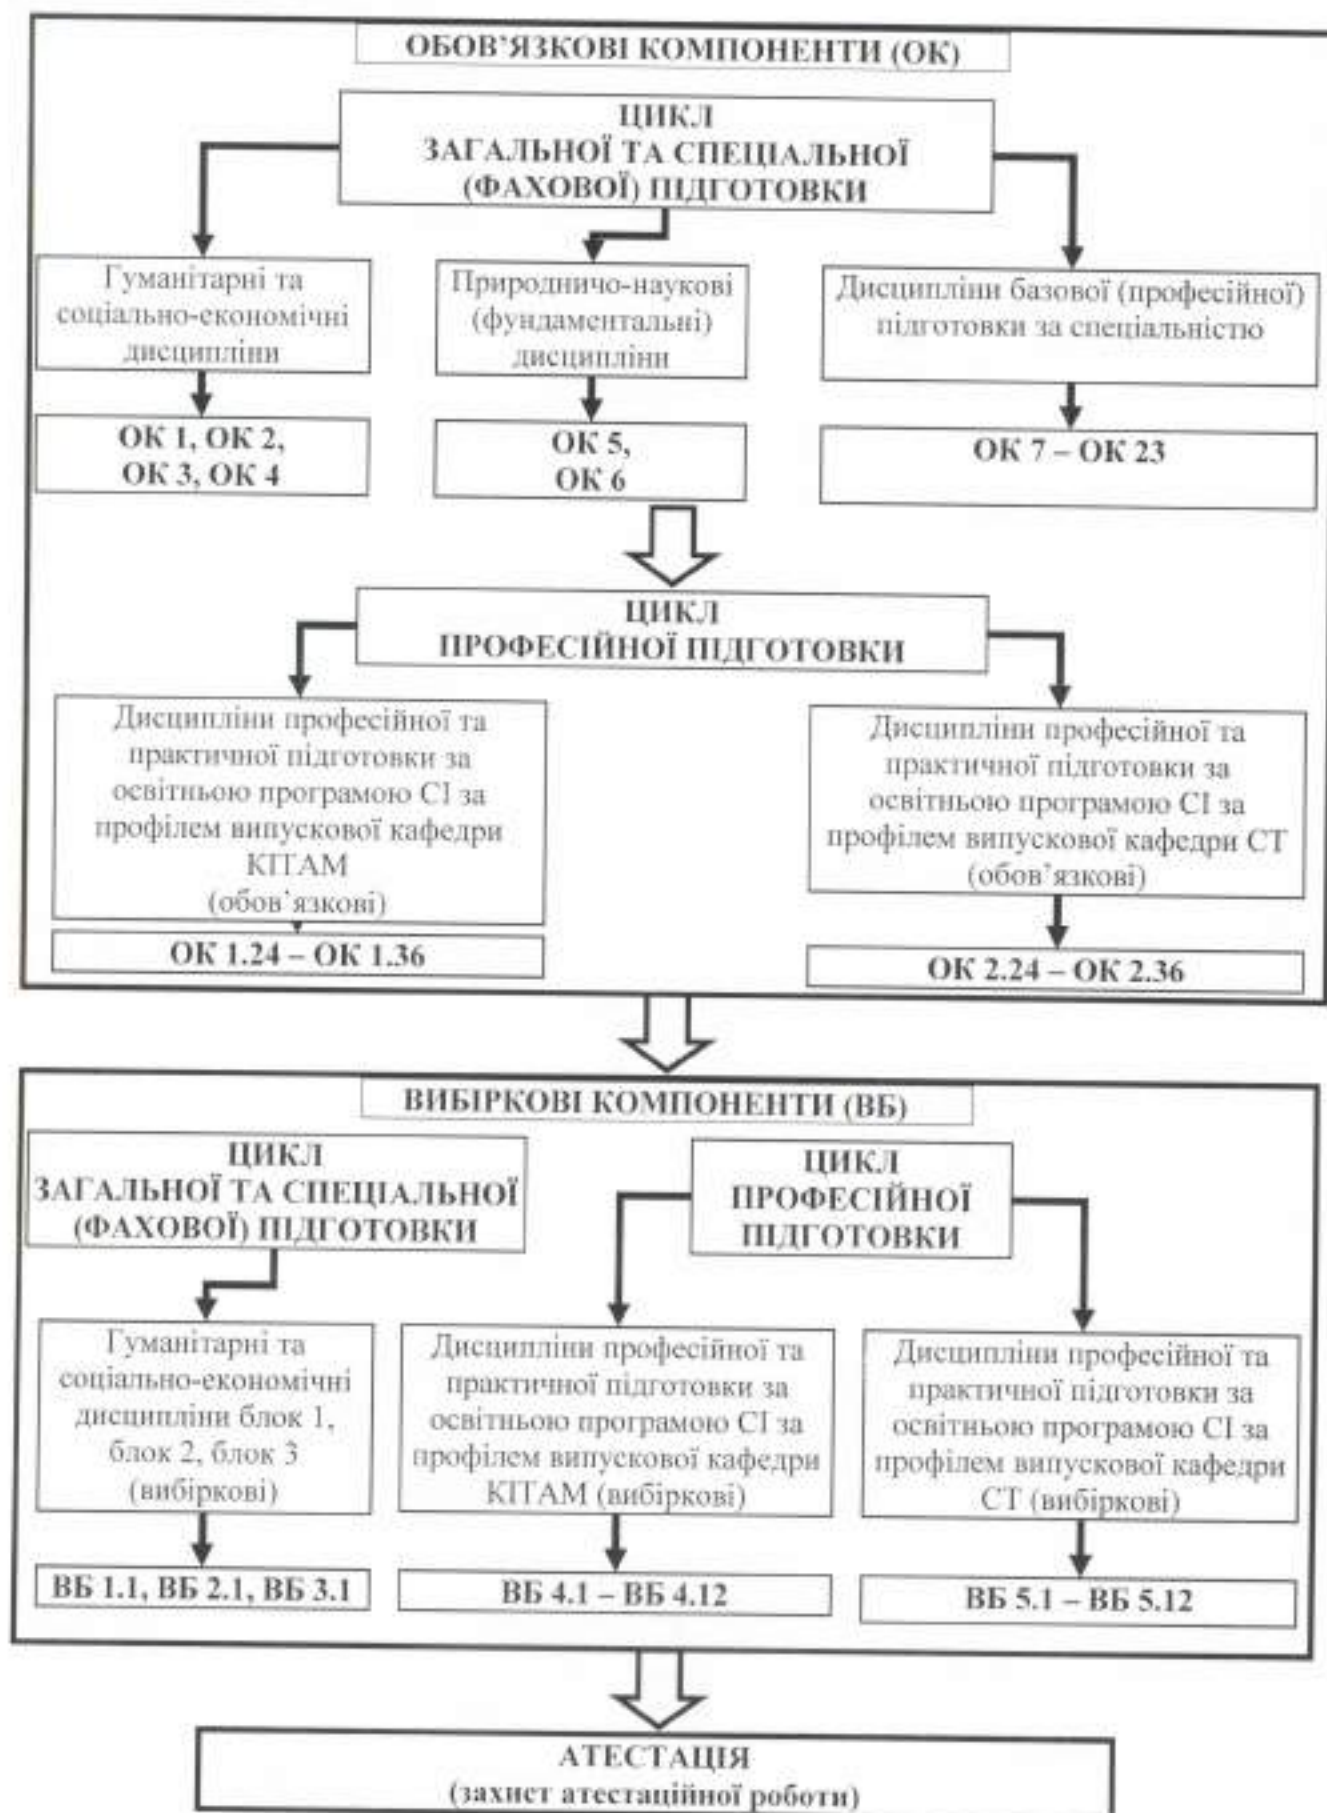 ОБОВ'ЯЗКОВІ КОМПОНЕНТИ (ОК)
ЦИКЛ
ЗАГАЛЬНОЇ ТА СПЕЦІАЛЬНОЇ
(ФАХОВОЇ) ПІДГОТОВКИ
Гуманітарні та
соціально-економічні
дисципліни
Природничо-наукові
(фундаментальні)
дисципліни
Дисципліни базової (професійної)
підготовки за спеціальністю
ОК 1, ОК 2,
ОК 3, ОК 4
ОК 5,
ОК 6
ОК 7 – ОК 23
ЦИКЛ
ПРОФЕСІЙНОЇ ПІДГОТОВКИ
Дисципліни професійної та
практичної підготовки за
освітньою програмою СІ за
профілем випускової кафедри
КІТАМ
(обов'язкові)
Дисципліни професійної та
практичної підготовки за
освітньою програмою СІ за
профілем випускової кафедри СТ
(обов'язкові)
ОК 1.24 – ОК 1.36
ОК 2.24 – ОК 2.36
ВИБІРКОВІ КОМПОНЕНТИ (ВБ)
ЦИКЛ
ЗАГАЛЬНОЇ ТА СПЕЦІАЛЬНОЇ
(ФАХОВОЇ) ПІДГОТОВКИ
ЦИКЛ
ПРОФЕСІЙНОЇ
ПІДГОТОВКИ
Гуманітарні та
соціально-економічні
дисципліни блок 1,
блок 2, блок 3
(вибіркові)
Дисципліни професійної та
практичної підготовки за
освітньою програмою СІ за
профілем випускової кафедри
КІТАМ (вибіркові)
Дисципліни професійної та
практичної підготовки за
освітньою програмою СІ за
профілем випускової кафедри
СТ (вибіркові)
ВБ 1.1, ВБ 2.1, ВБ 3.1
ВБ 4.1 – ВБ 4.12
ВБ 5.1 – ВБ 5.12
АТЕСТАЦІЯ
(захист атестаційної роботи)